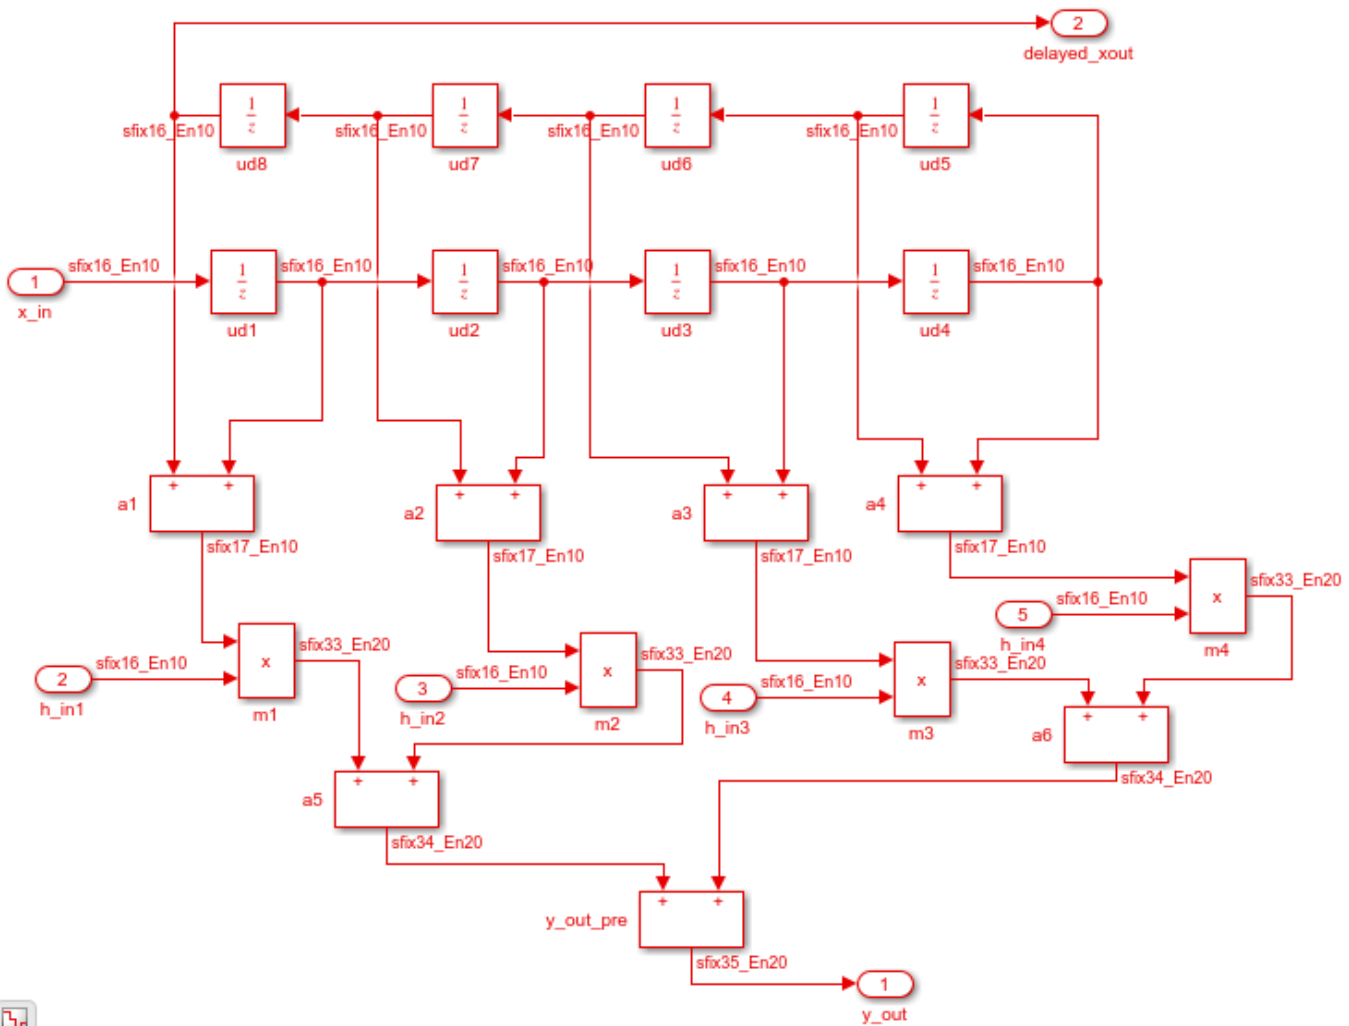 2
delayed_xout
1
z
1
z
1
z
1
z
sfix16_En10
sfix16_En10
sfix16_En10
sfix16_En10
ud8
ud7
ud6
ud5
1
x_in
sfix16_En10
1
z
sfix16_En10
1
z
sfix16_En10
1
z
sfix16_En10
1
z
sfix16_En10
ud1
ud2
ud3
ud4
a1
+ +
a2
+ +
a3
+ +
a4
+ +
sfix17_En10
sfix17_En10
sfix17_En10
sfix17_En10
5
h_in4
sfix16_En10
x
m4
sfix33_En20
2
h_in1
sfix16_En10
x
m1
sfix33_En20
3
h_in2
sfix16_En10
x
m2
sfix33_En20
4
h_in3
sfix16_En10
x
m3
sfix33_En20
a6
+ +
sfix34_En20
a5
+ +
sfix34_En20
y_out_pre
+ +
sfix35_En20
1
y_out